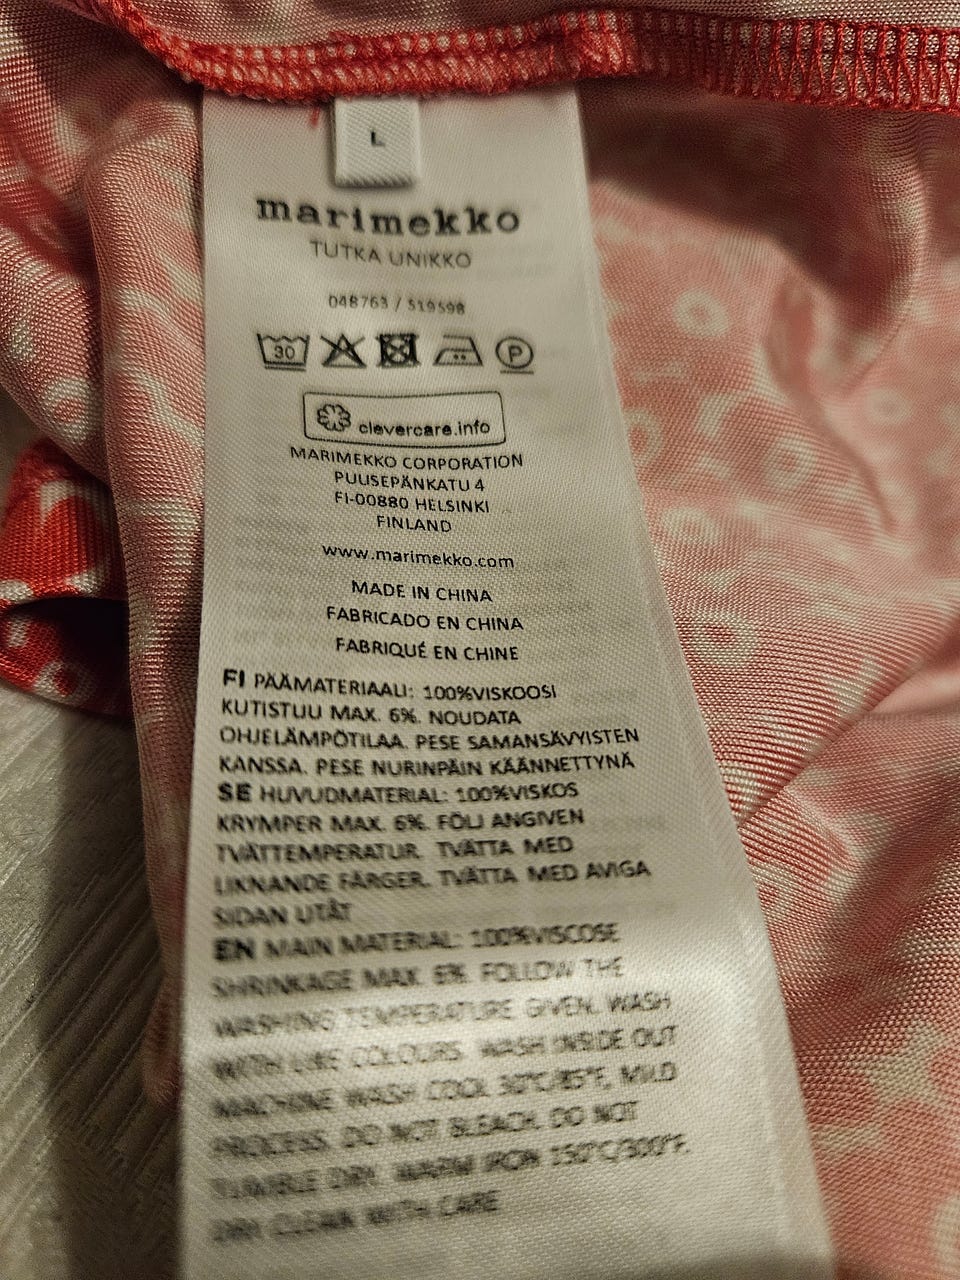 L
marimekko
TUTKA UNIKKO
048763 / 519598
30
P
clevercare.info
MARIMEKKO CORPORATION
PUUSEPÄNKATU 4
FI-00880 HELSINKI
FINLAND
www.marimekko.com
MADE IN CHINA
FABRICADO EN CHINA
FABRIQUÉ EN CHINE
FI PÄÄMATERIAALI: 100%VISKOOSI
KUTISTUU MAX. 6%. NOUDATA
OHJELÄMPÖTILAA. PESE SAMANSÄVYISTEN
KANSSA. PESE NURINPÄIN KÄÄNNETTYNÄ
SE HUVUDMATERIAL: 100%VISKOS
KRYMPER MAX. 6%. FÖLJ ANGIVEN
TVÄTTEMPERATUR. TVÄTTA MED
LIKNANDE FÄRGER. TVÄTTA MED AVIGA
SIDAN UTÅT
EN MAIN MATERIAL: 100%VISCOSE
SHRINKAGE MAX. 6%. FOLLOW THE
WASHING TEMPERATURE GIVEN. WASH
WITH LIKE COLOURS. WASH INSIDE OUT
MACHINE WASH COOL 30°C/85°F, MILD
PROCESS. DO NOT BLEACH. DO NOT
TUMBLE DRY. WARM IRON 150°C/300°F.
DRY CLEAN WITH CARE